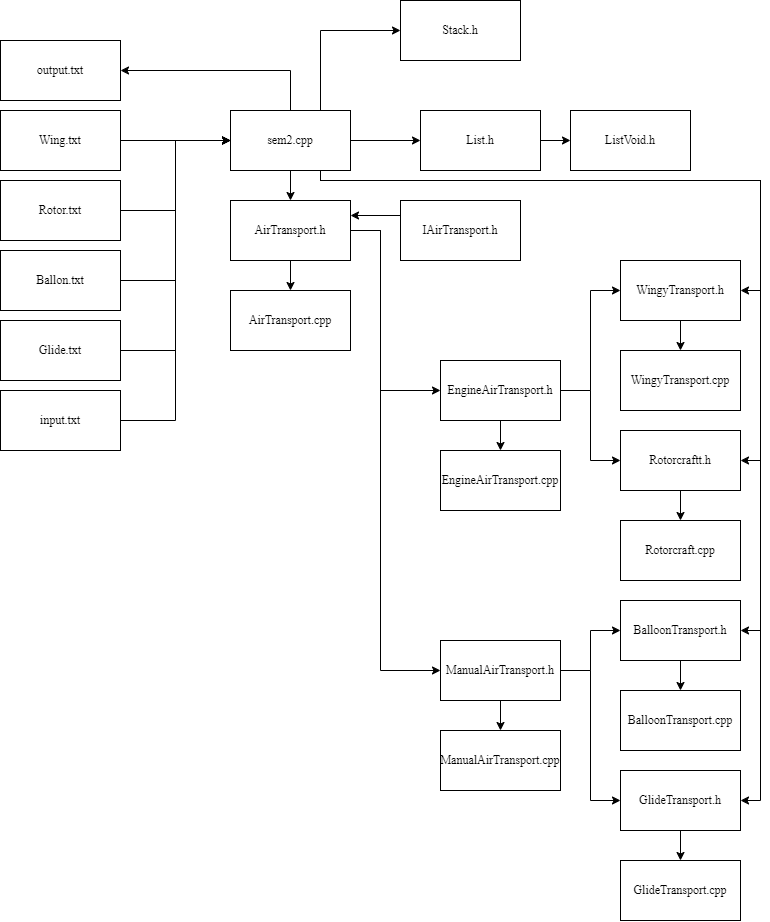 Stack.h
output.txt
Wing.txt
sem2.cpp
List.h
ListVoid.h
Rotor.txt
AirTransport.h
IAirTransport.h
Ballon.txt
WingyTransport.h
AirTransport.cpp
Glide.txt
WingyTransport.cpp
EngineAirTransport.h
input.txt
Rotorcraftt.h
EngineAirTransport.cpp
Rotorcraft.cpp
BalloonTransport.h
ManualAirTransport.h
BalloonTransport.cpp
ManualAirTransport.cpp
GlideTransport.h
GlideTransport.cpp